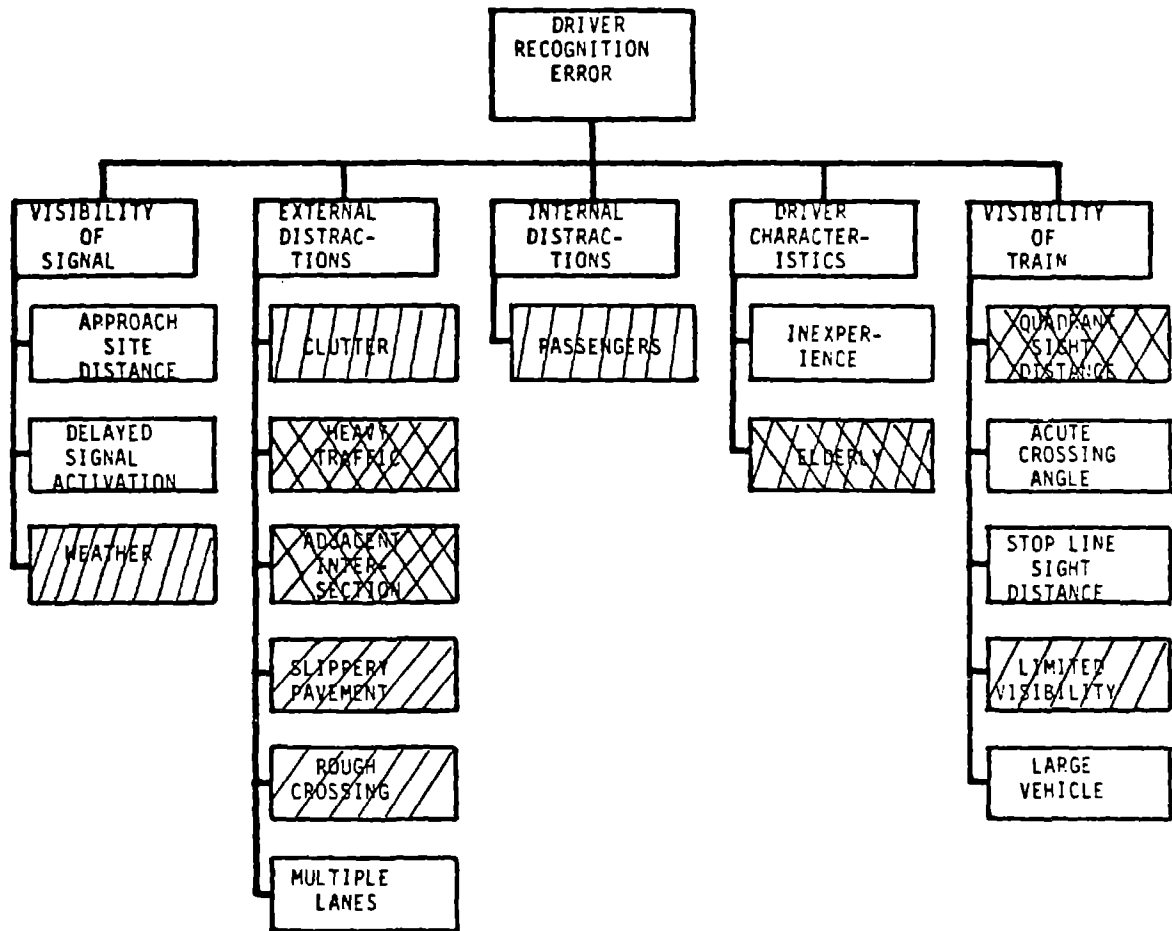 DRIVER
RECOGNITION
ERROR
VISIBILITY
OF
SIGNAL
APPROACH
SITE
DISTANCE
DELAYED
SIGNAL
ACTIVATION
WEATHER
EXTERNAL
DISTRAC-
TIONS
CLUTTER
HEAVY
TRAFFIC
ADJACENT
INTER-
SECTION
SLIPPERY
PAVEMENT
ROUGH
CROSSING
MULTIPLE
LANES
INTERNAL
DISTRAC-
TIONS
PASSENGERS
DRIVER
CHARACTER-
ISTICS
INEXPER-
IENCE
ELDERLY
VISIBILITY
OF
TRAIN
QUADRANT
SIGHT
DISTANCE
ACUTE
CROSSING
ANGLE
STOP LINE
SIGHT
DISTANCE
LIMITED
VISIBILITY
LARGE
VEHICLE